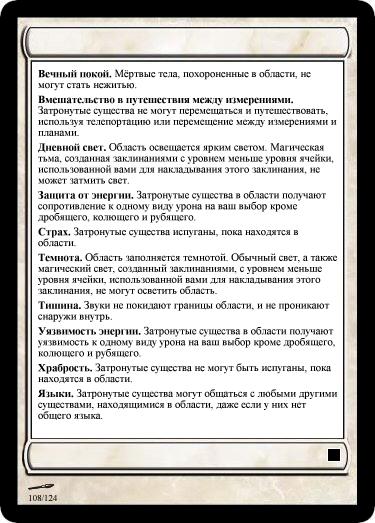 Вечный покой. Мёртвые тела, похороненные в области, не
могут стать нежитью.
Вмешательство в путешествия между измерениями.
Затронутые существа не могут перемещаться и путешествовать,
используя телепортацию или перемещение между измерениями и
планами.
Дневной свет. Область освещается ярким светом. Магическая
тьма, созданная заклинаниями с уровнем меньше уровня ячейки,
использованной вами для накладывания этого заклинания, не
может затмить свет.
Защита от энергии. Затронутые существа в области получают
сопротивление к одному виду урона на ваш выбор кроме
дробящего, колющего и рубящего.
Страх. Затронутые существа испуганы, пока находятся в
области.
Темнота. Область заполняется темнотой. Обычный свет, а также
магический свет, созданный заклинаниями, с уровнем меньше
уровня ячейки, использованной вами для накладывания этого
заклинания, не могут осветить область.
Тишина. Звуки не покидают границы области, и не проникают
снаружи внутрь.
Уязвимость энергии. Затронутые существа в области получают
уязвимость к одному виду урона на ваш выбор кроме дробящего,
колющего и рубящего.
Храбрость. Затронутые существа не могут быть испуганы, пока
находятся в области.
Языки. Затронутые существа могут общаться с любыми другими
существами, находящимися в области, даже если у них нет
общего языка.
108/124